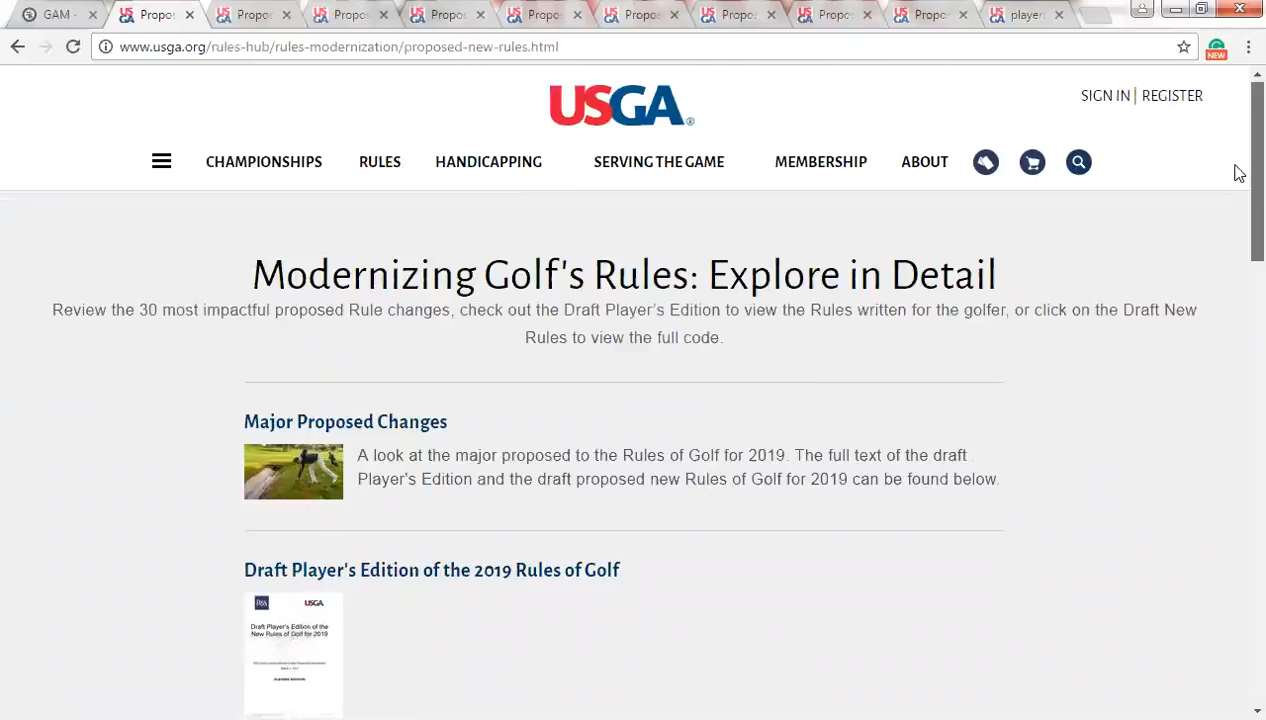 GAM -
Propos
Propos
Propos
Propos
Propos
Propos
Propos
Propos
Propos
player
www.usga.org/rules-hub/rules-modernization/proposed-new-rules.html
NEW
USGA
SIGN IN | REGISTER
CHAMPIONSHIPS RULES HANDICAPPING SERVING THE GAME MEMBERSHIP ABOUT
Modernizing Golf's Rules: Explore in Detail
Review the 30 most impactful proposed Rule changes, check out the Draft Player's Edition to view the Rules written for the golfer, or click on the Draft New
Rules to view the full code.
Major Proposed Changes
A look at the major proposed to the Rules of Golf for 2019. The full text of the draft
Player's Edition and the draft proposed new Rules of Golf for 2019 can be found below.
Draft Player's Edition of the 2019 Rules of Golf
R&A USGA
Draft Player's Edition of the
New Rules of Golf for 2019